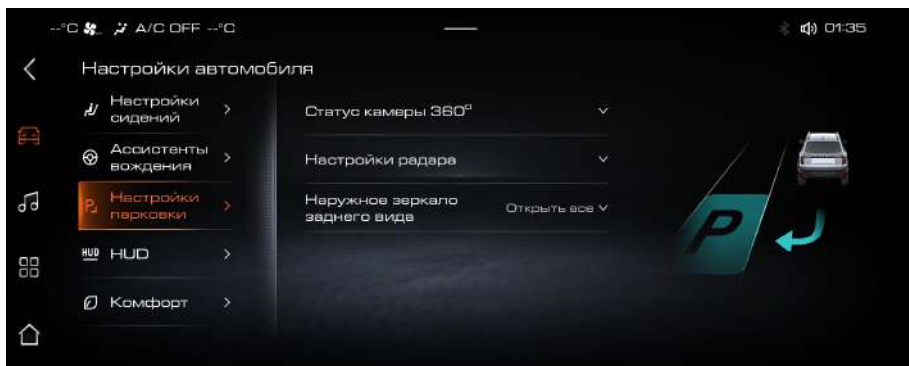 --°C A/C OFF --°C
01:35
Настройки автомобиля
Настройки
сидений
Ассистенты
вождения
Настройки
парковки
HUD HUD
Комфорт
Статус камеры 360°
Настройки радара
Наружное зеркало
заднего вида
Открыть все
P